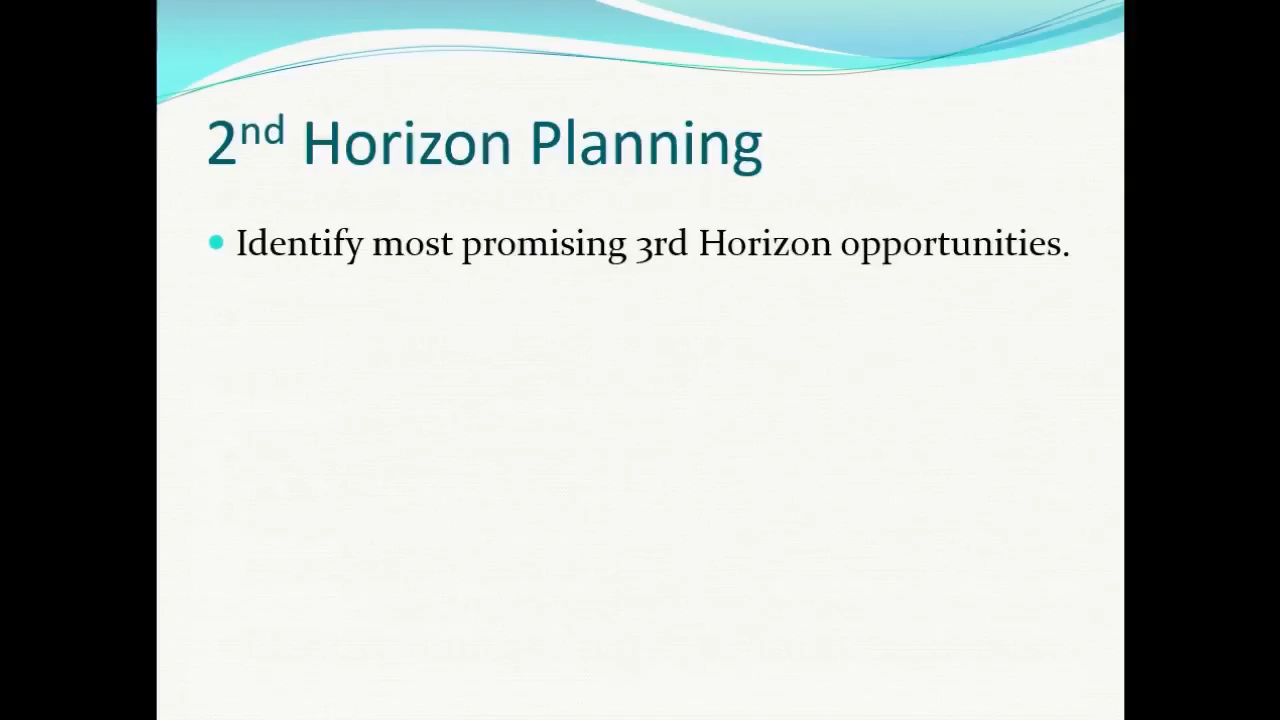 2nd Horizon Planning
Identify most promising 3rd Horizon opportunities.